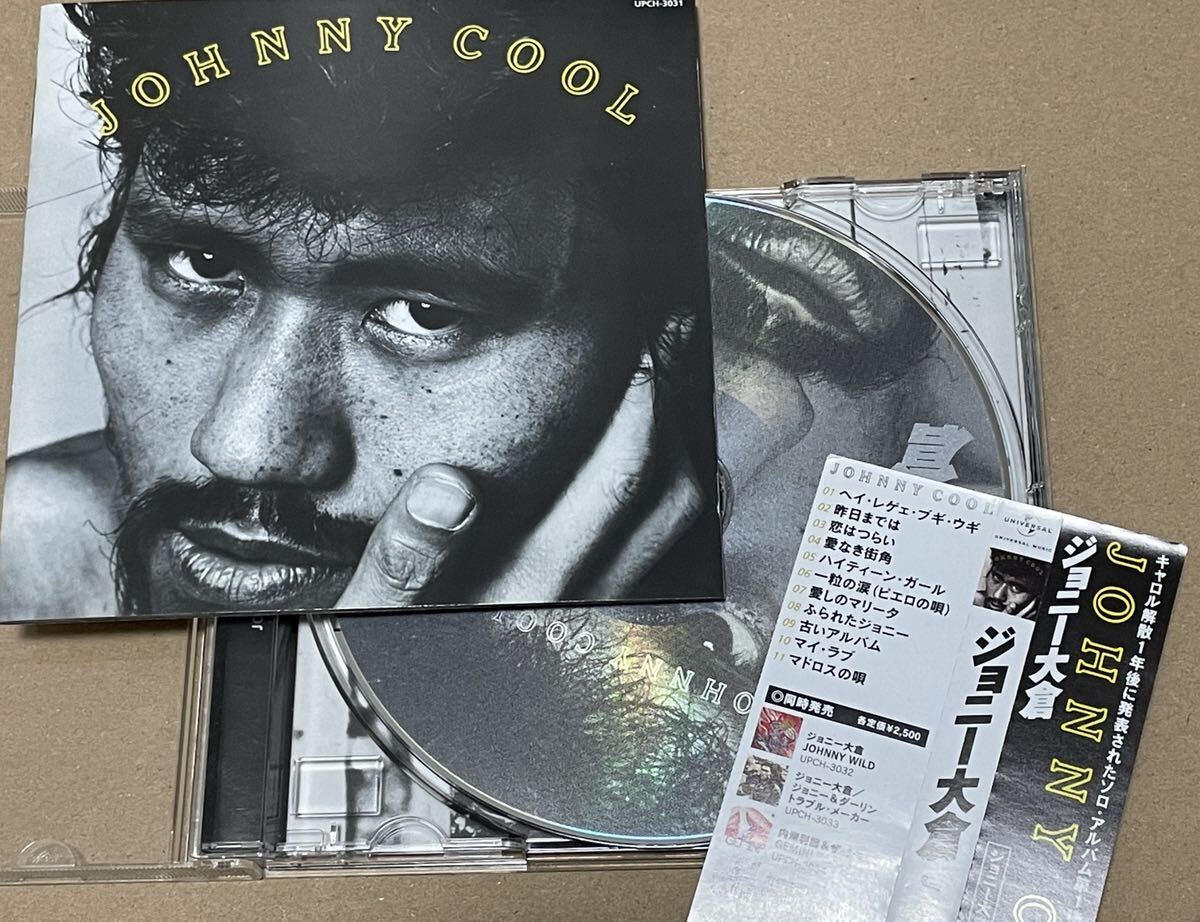 UPCH-3031
JOHNNY COOL
JOHNNY COOL
JOHNNY COOL
01 ヘイ・レゲエ・ブギ・ウギ
02 昨日までは
03 恋はつらい
04 愛なき街角
05 ハイティーン・ガール
06 一粒の涙(ピエロの唄)
07 愛しのマリータ
08 ふられたジョニー
09 古いアルバム
10 マイ・ラブ
11 マドロスの唄
◎同時発売 各定価¥2,500
ジョニー大倉
JOHNNY WILD
UPCH-3032
ジョニー大倉/
ジョニー&ダーリン
トラブル・メーカー
UPCH-3033
UNIVERSAL
UNIVERSAL MUSIC
ジョニー大倉
ジョニー大倉
JOHNNY
キャロル解散1年後に発表されたソロ・アルバム